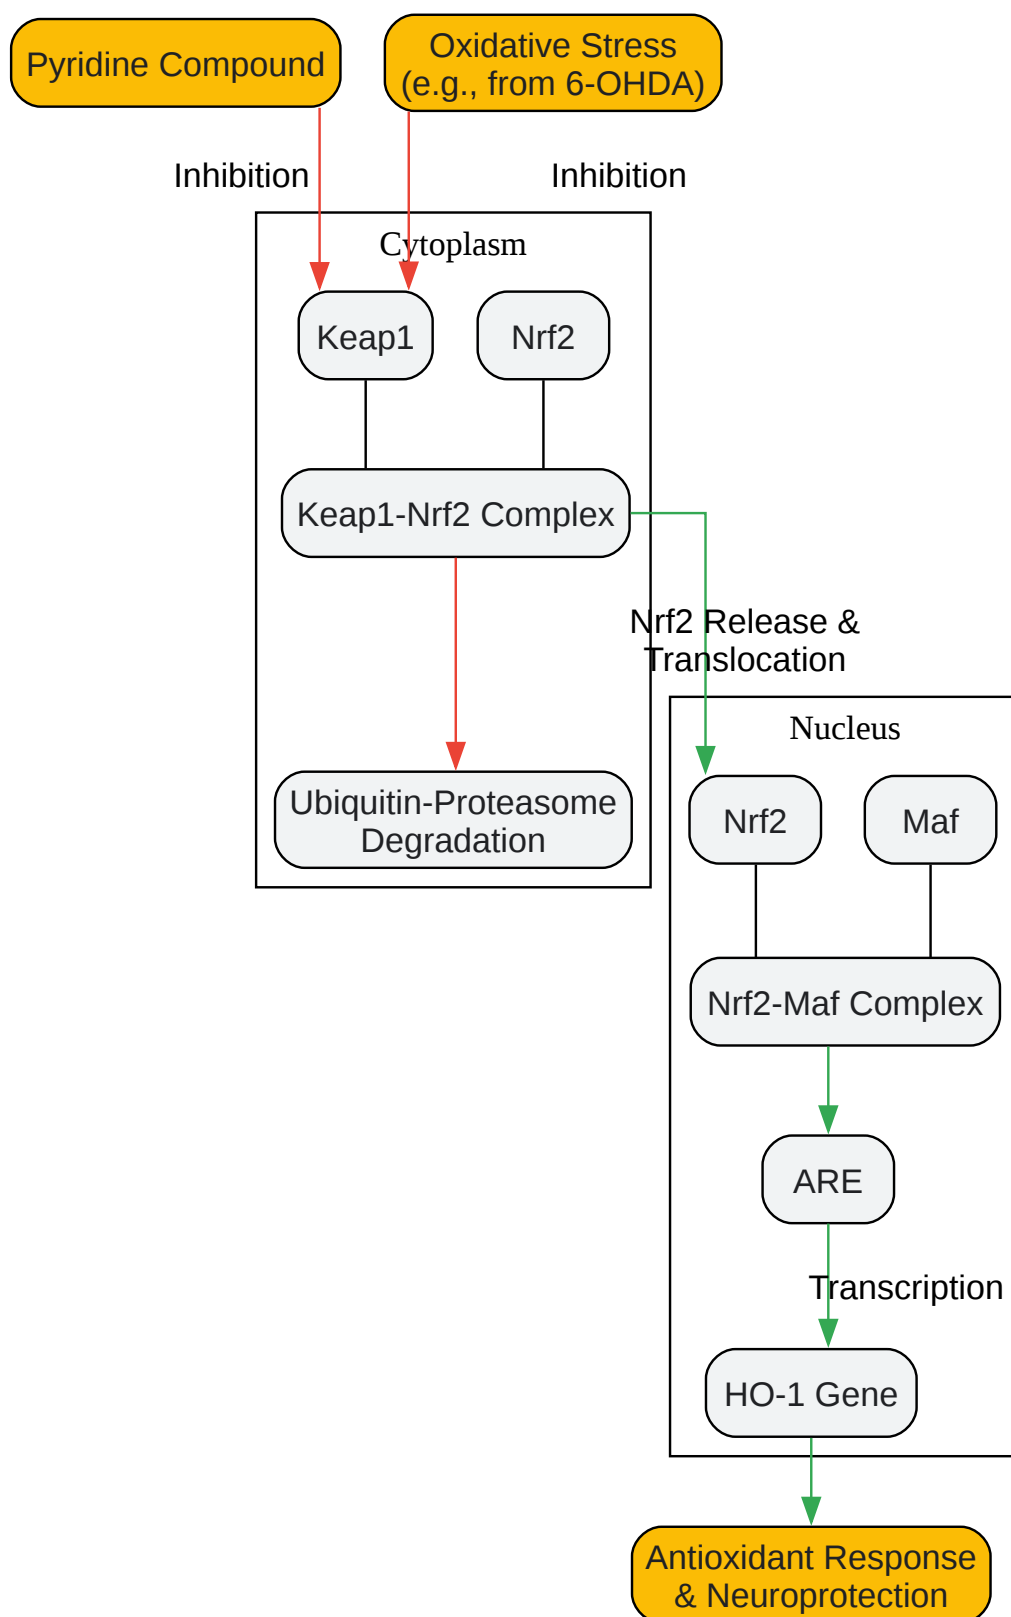 Pyridine Compound
Oxidative Stress
(e.g., from 6-OHDA)
Inhibition
Inhibition
Cytoplasm
Keap1
Nrf2
Keap1-Nrf2 Complex
Nrf2 Release &
Translocation
Nucleus
Ubiquitin-Proteasome
Degradation
Nrf2
Maf
Nrf2-Maf Complex
ARE
Transcription
HO-1 Gene
Antioxidant Response
& Neuroprotection